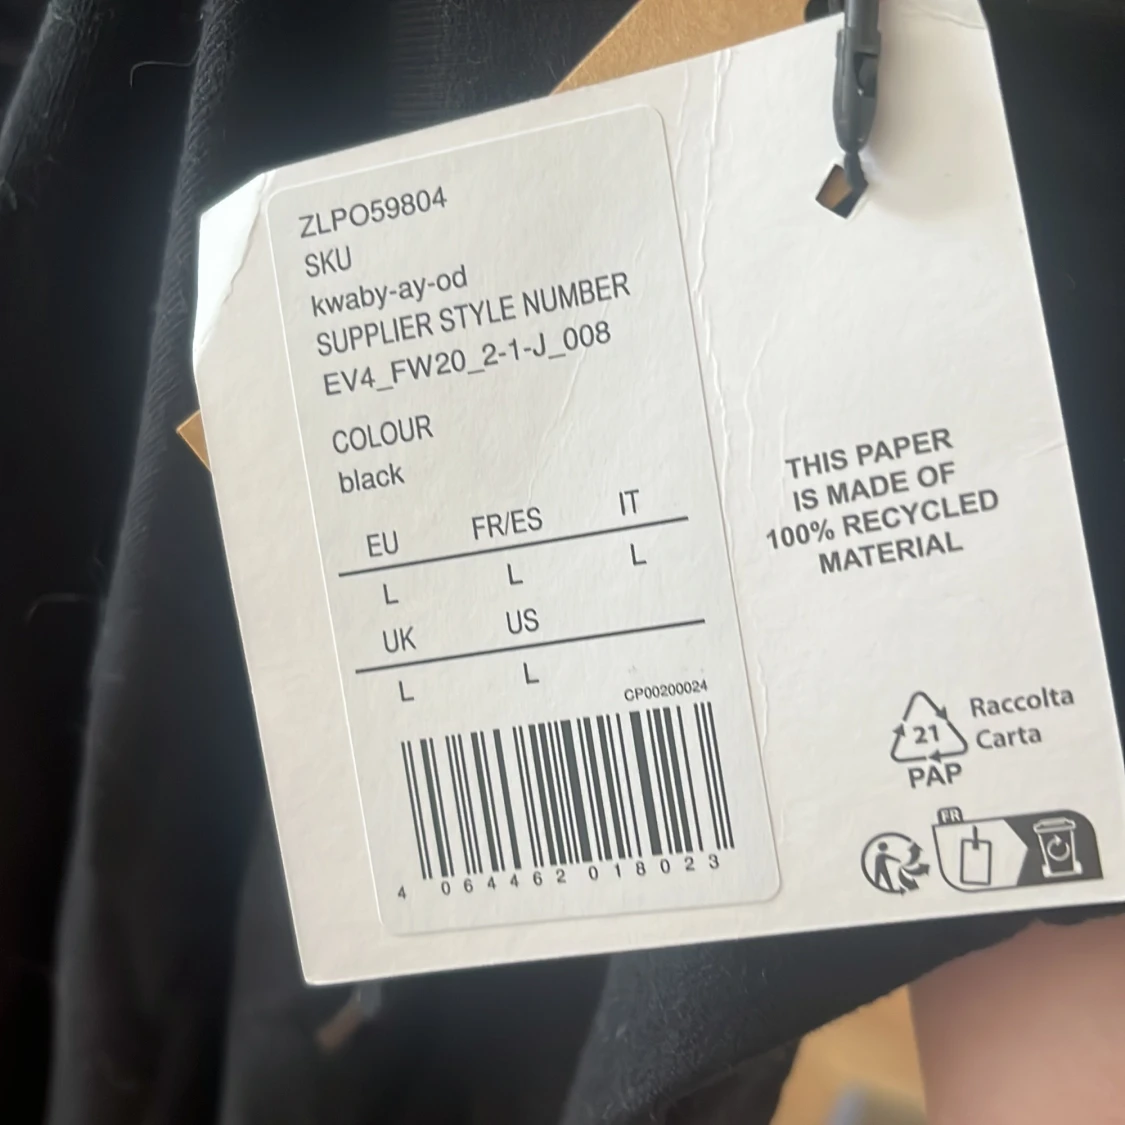 ZLPO59804
SKU
kwaby-ay-od
SUPPLIER STYLE NUMBER
EV4_FW20_2-1-J_008
COLOUR
black
EU FR/ES IT
L L L
UK US
L L
CP00200024
4 064462 018023
THIS PAPER
IS MADE OF
100% RECYCLED
MATERIAL
21
PAP
Raccolta
Carta
FR